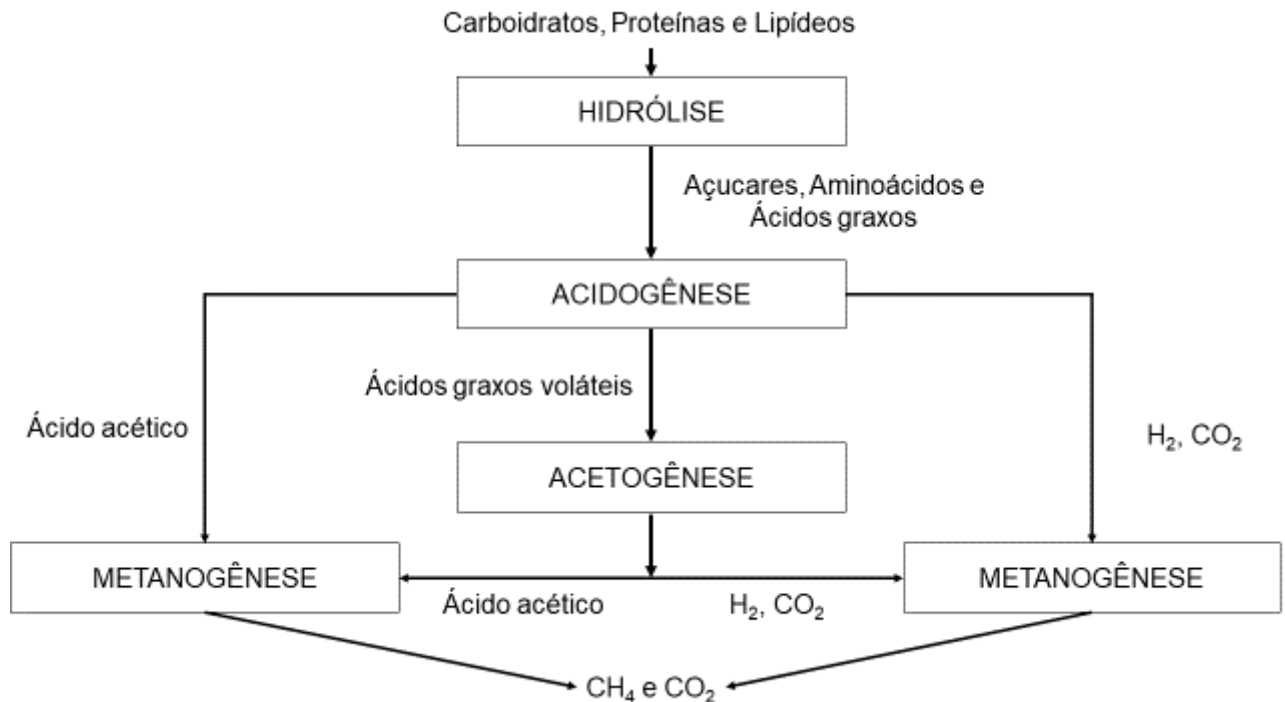 Carboidratos, Proteínas e Lipídeos
HIDRÓLISE
Açucares, Aminoácidos e
Ácidos graxos
ACIDOGÊNESE
Ácidos graxos voláteis
Ácido acético
H₂, CO₂
ACETOGÊNESE
METANOGÊNESE
METANOGÊNESE
Ácido acético
H₂, CO₂
CH₄ e CO₂